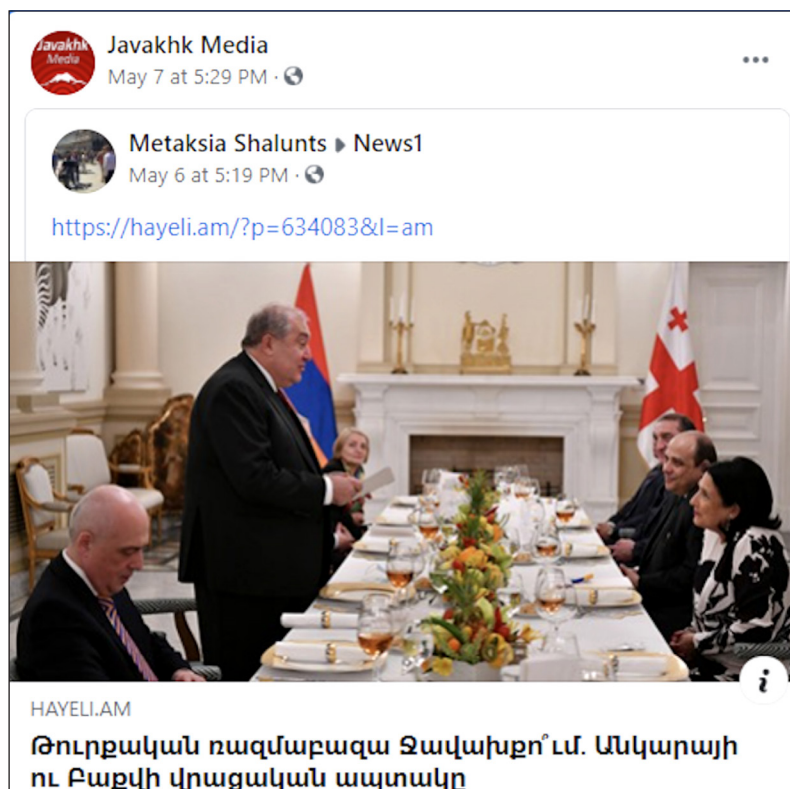 Javakhk
Media
Javakhk Media
May 7 at 5:29 PM ·
Metaksia Shalunts ▸ News1
May 6 at 5:19 PM ·
https://hayeli.am/?p=634083&l=am
i
HAYELI.AM
Թուրքական ռազմաբազա Ջավախքո՞ւմ. Անկարայի
ու Բաքվի վրացական ապտակը